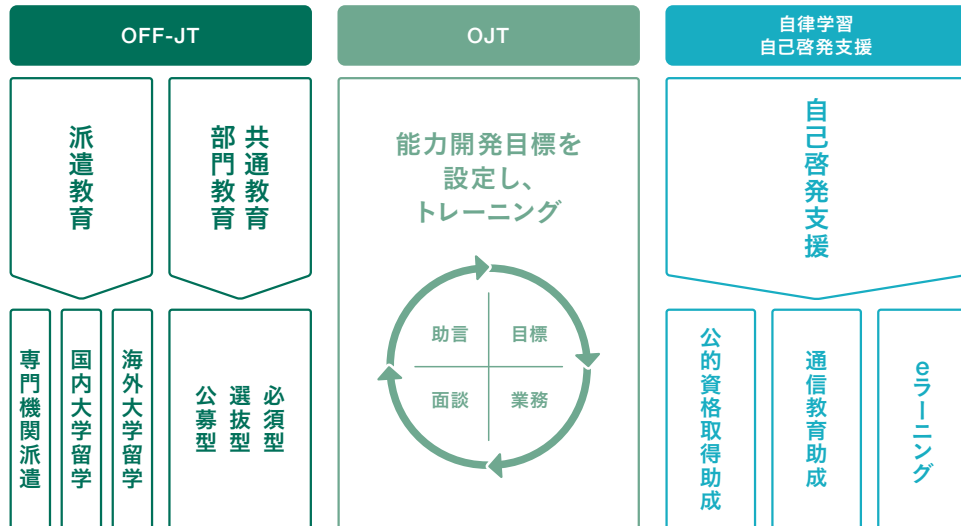 OFF-JT
OJT
自律学習
自己啓発支援
派遣教育
共通教育
部門教育
能力開発目標を
設定し、
トレーニング
自己啓発支援
専門機関派遣
国内大学留学
海外大学留学
必須型
選抜型
公募型
助言
目標
面談
業務
公的資格取得助成
通信教育助成
eラーニング